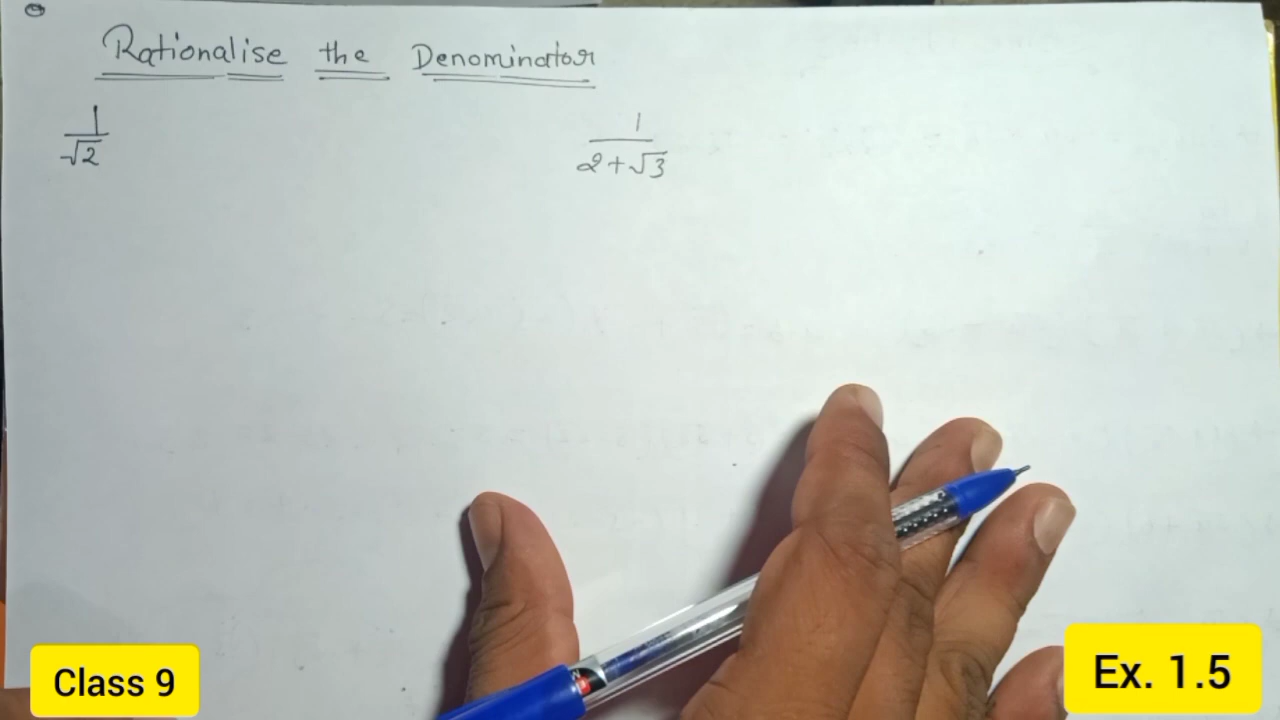 Rationalise the Denominator
1/√2
1/2+√3
Class 9
Ex. 1.5